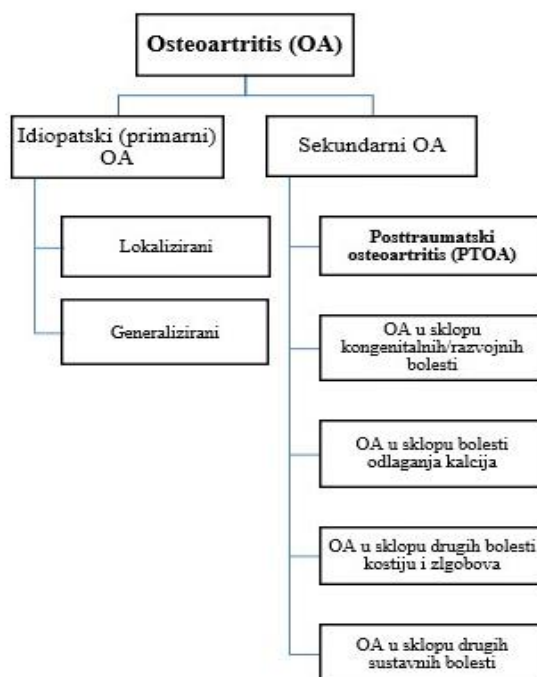 Osteoartritis (OA)
Idiopatski (primarni)
OA
Sekundarni OA
Lokalizirani
Generalizirani
Posttraumatski
osteoartritis (PTOA)
OA u sklopu
kongenitalnih/razvojnih
bolesti
OA u sklopu bolesti
odlaganja kalcija
OA u sklopu drugih bolesti
kostiju i zlgobova
OA u sklopu drugih
sustavnih bolesti